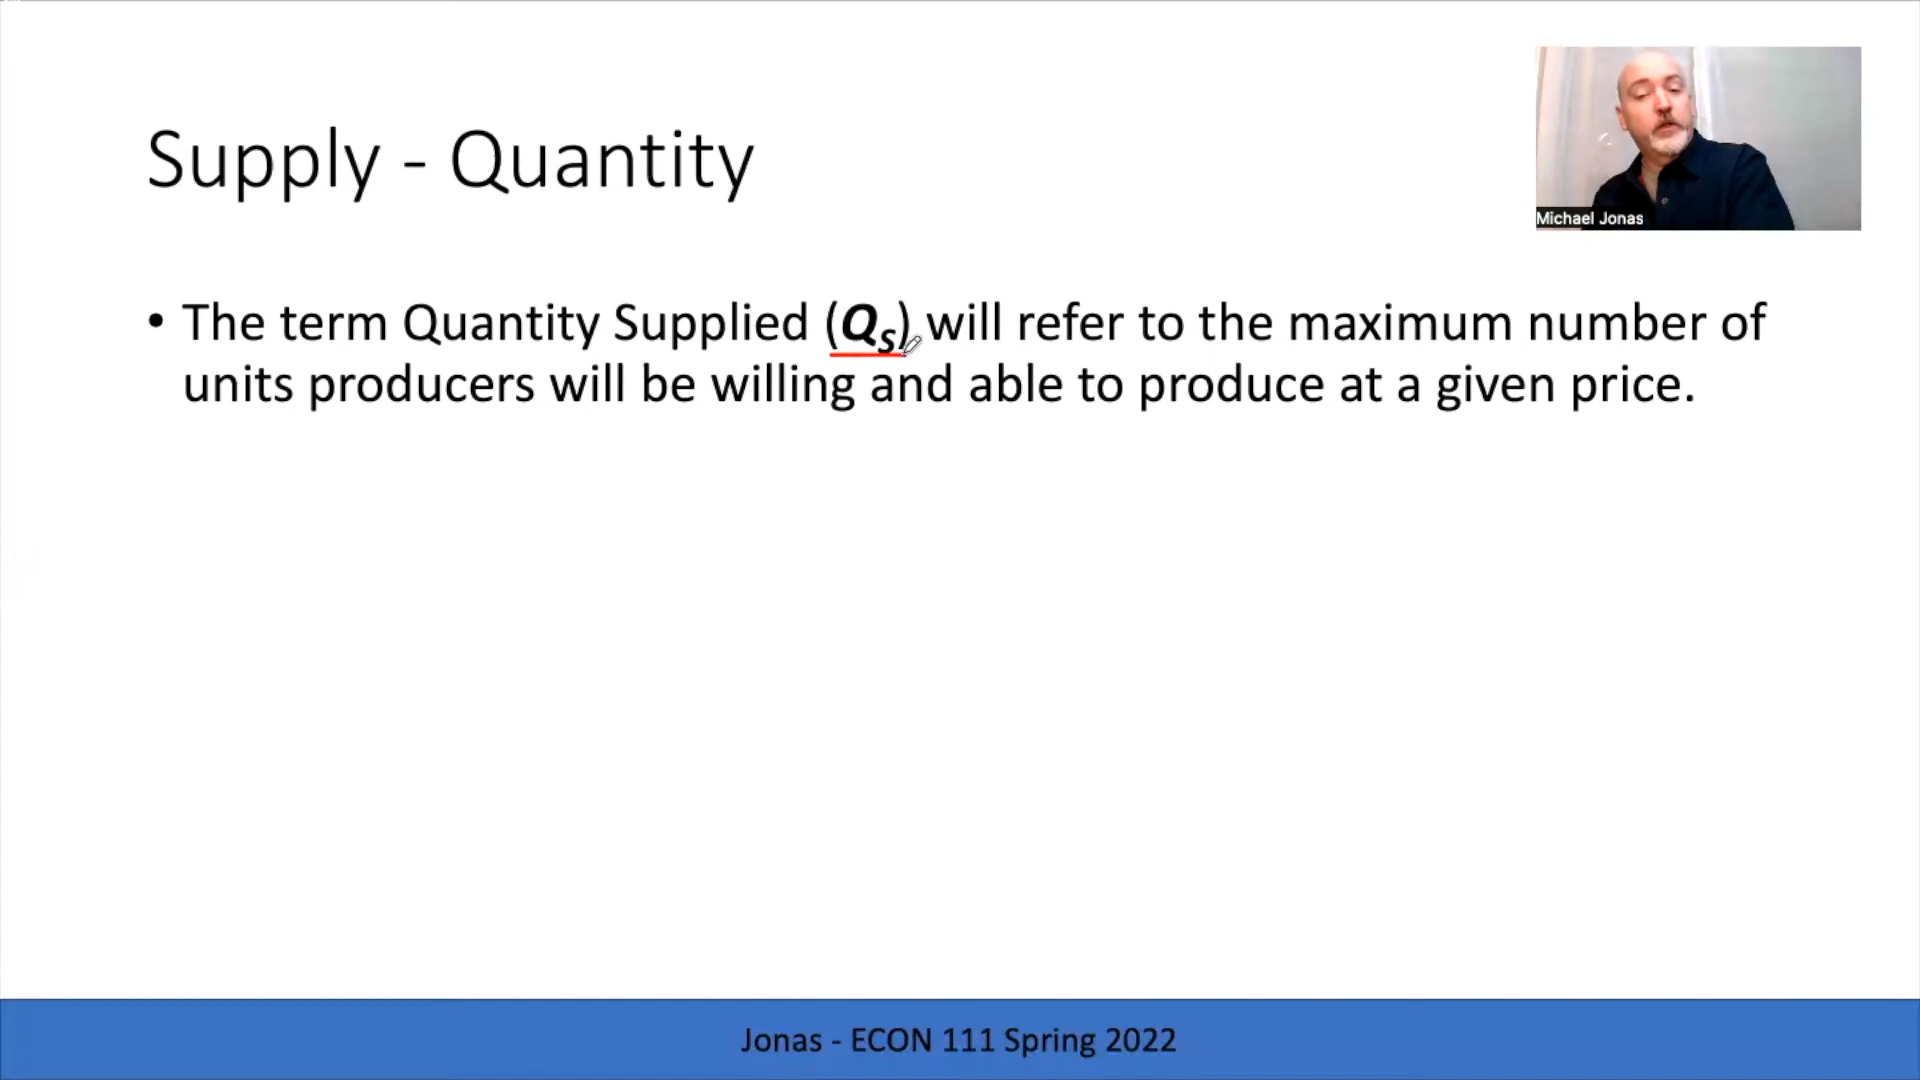 Supply - Quantity
Michael Jonas
• The term Quantity Supplied (Qs) will refer to the maximum number of
units producers will be willing and able to produce at a given price.
Jonas - ECON 111 Spring 2022